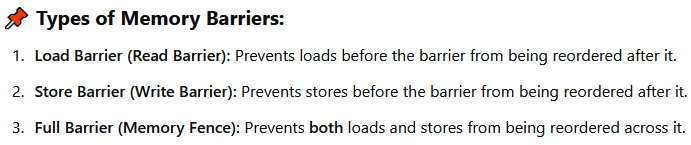 📌 Types of Memory Barriers:
1. Load Barrier (Read Barrier): Prevents loads before the barrier from being reordered after it.
2. Store Barrier (Write Barrier): Prevents stores before the barrier from being reordered after it.
3. Full Barrier (Memory Fence): Prevents both loads and stores from being reordered across it.